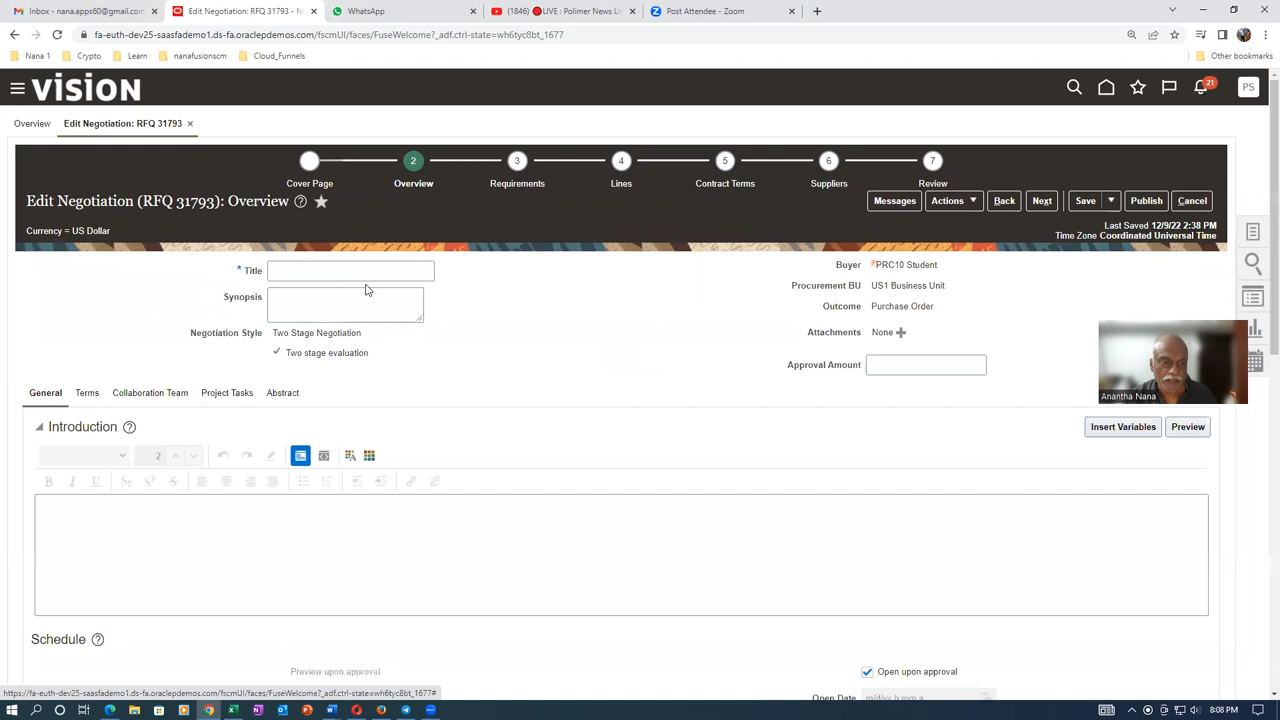 Inbox - nana.apps60@gmail.com
Edit Negotiation: RFQ 31793 - N
WhatsApp
(1846) 🔴LIVE : Polimer News Li
Post Attendee - Zoom
fa-euth-dev25-saasfademo1.ds-fa.oraclepdemos.com/fscmUI/faces/FuseWelcome?_adf.ctrl-state=wh6tyc8bt_1677
Nana 1
Crypto
Learn
nanafusionscm
Cloud_Funnels
Other bookmarks
VISION
21
PS
Overview
Edit Negotiation: RFQ 31793
2
3
4
5
6
7
Cover Page
Overview
Requirements
Lines
Contract Terms
Suppliers
Review
Edit Negotiation (RFQ 31793): Overview
Messages
Actions
Back
Next
Save
Publish
Cancel
Currency = US Dollar
Last Saved 12/9/22 2:38 PM
Time Zone Coordinated Universal Time
* Title
Synopsis
Negotiation Style Two Stage Negotiation
Two stage evaluation
Buyer PRC10 Student
Procurement BU US1 Business Unit
Outcome Purchase Order
Attachments None
Approval Amount
Anantha Nana
General
Terms
Collaboration Team
Project Tasks
Abstract
Introduction
Insert Variables
Preview
2
Schedule
Preview upon approval
Open upon approval
Open Date m/d/yy h:mm a
https://fa-euth-dev25-saasfademo1.ds-fa.oraclepdemos.com/fscmUI/faces/FuseWelcome?_adf.ctrl-state=wh6tyc8bt_1677#
8:08 PM